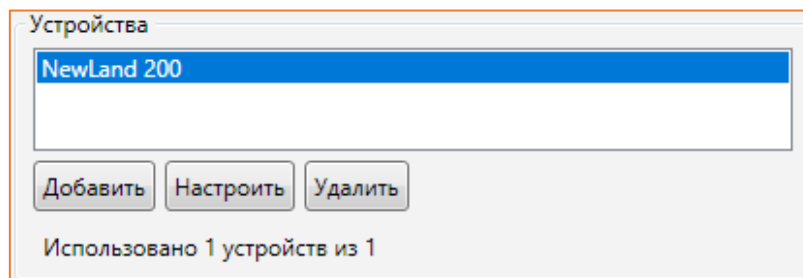 Устройства
NewLand 200
Добавить Настроить Удалить
Использовано 1 устройств из 1